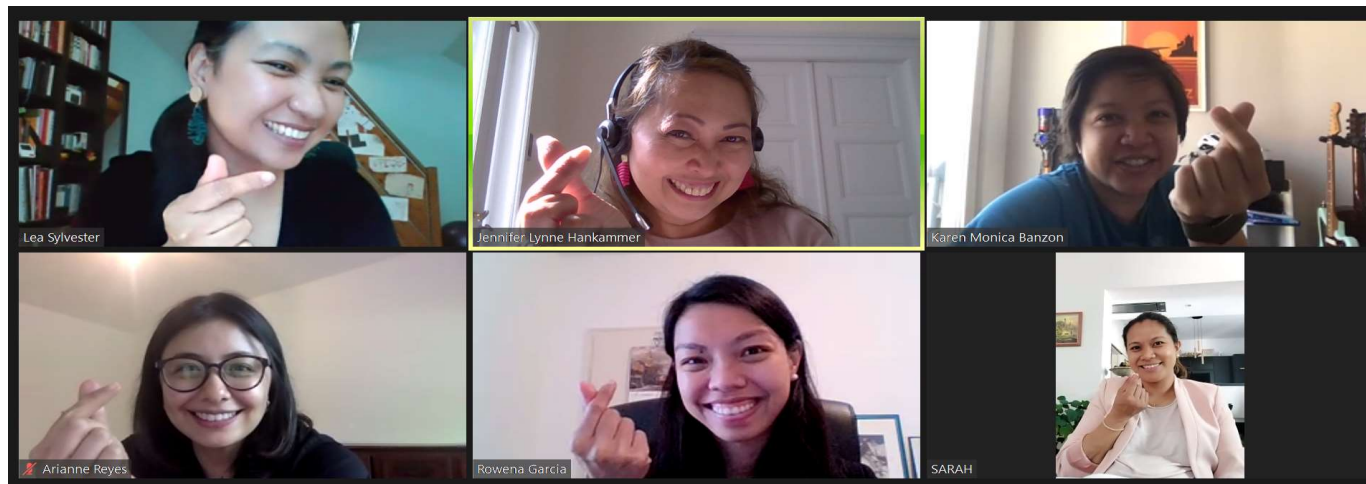 Lea Sylvester
Jennifer Lynne Hankammer
Karen Monica Banzon
Arianne Reyes
Rowena Garcia
SARAH